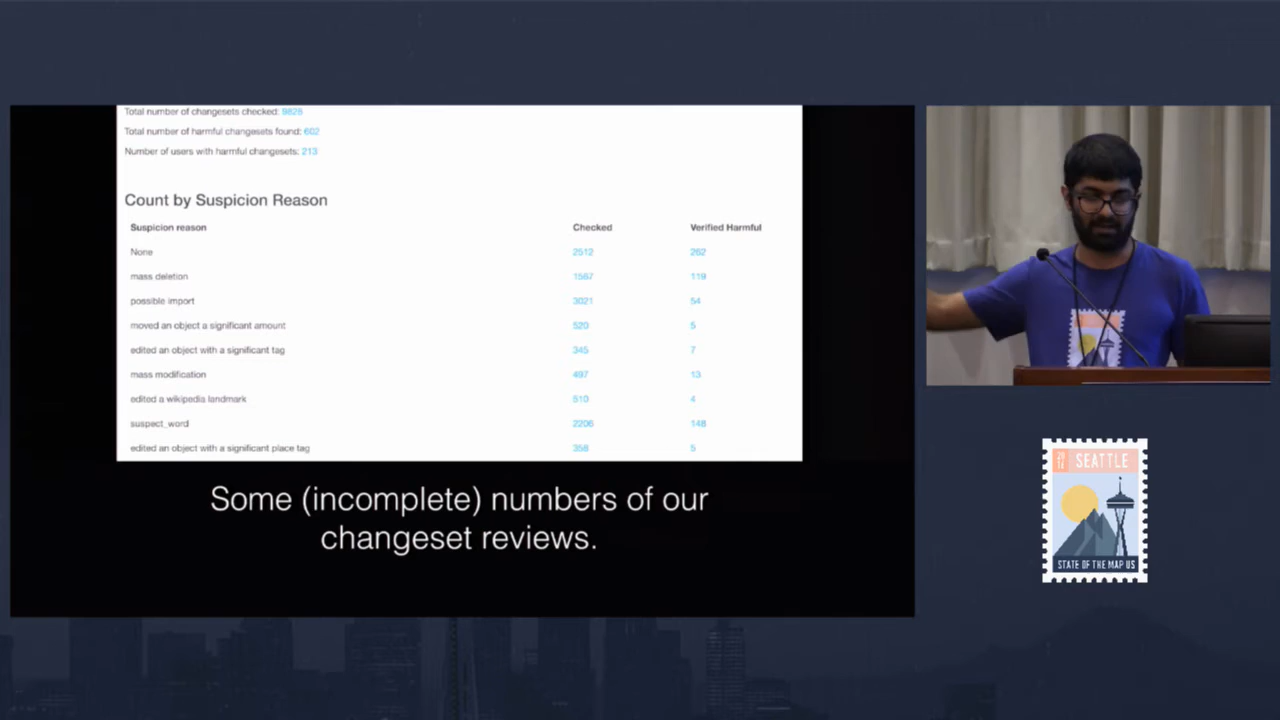 Total number of changesets checked: 9828
Total number of harmful changesets found: 602
Number of users with harmful changesets: 213
Count by Suspicion Reason
Suspicion reason Checked Verified Harmful
None 2512 262
mass deletion 1567 119
possible import 3021 54
moved an object a significant amount 520 5
edited an object with a significant tag 345 7
mass modification 497 13
edited a wikipedia landmark 510 4
suspect_word 2206 148
edited an object with a significant place tag 358 5
Some (incomplete) numbers of our
changeset reviews.
SEATTLE
STATE OF THE MAP US